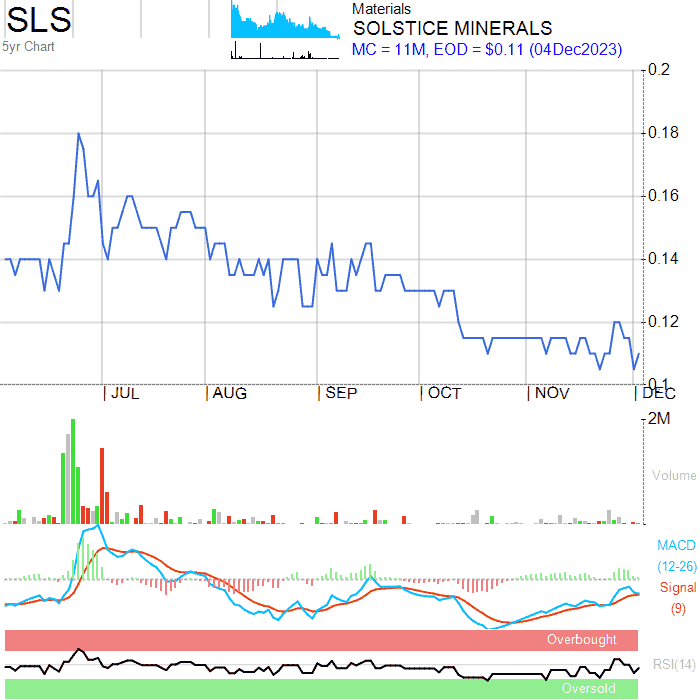 SLS
5yr Chart
Materials
SOLSTICE MINERALS
MC = 11M, EOD = $0.11 (04Dec2023)
0.2
0.18
0.16
0.14
0.12
0.1
JUL AUG SEP OCT NOV DEC
2M
Volume
MACD
(12-26)
Signal
(9)
Overbought
RSI(14)
Oversold